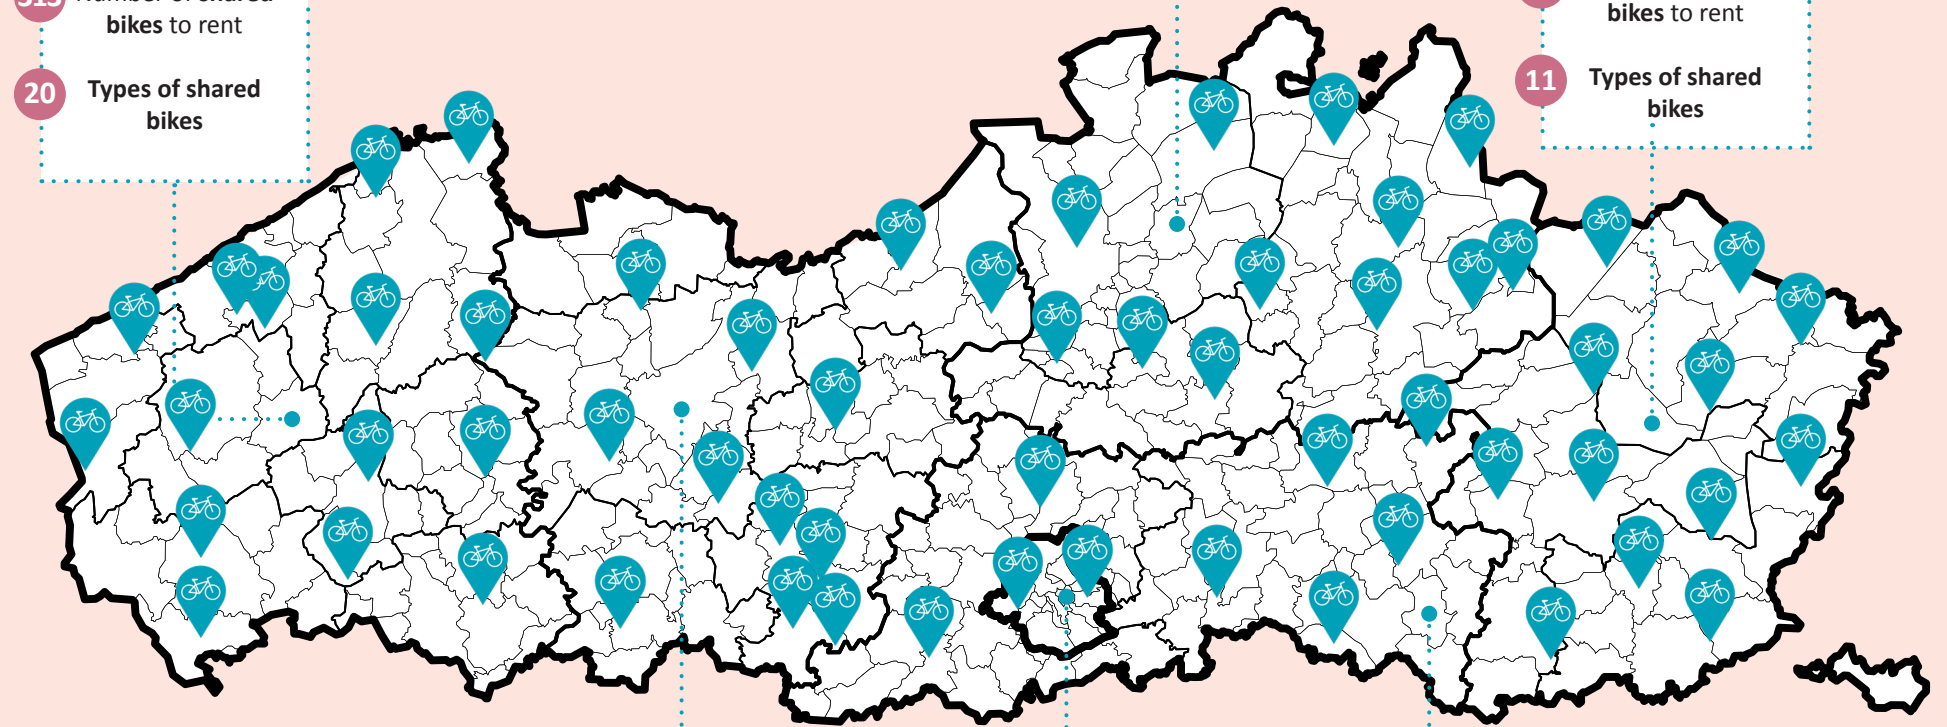 bikes to rent
20
Types of shared
bikes
bikes to rent
11
Types of shared
bikes